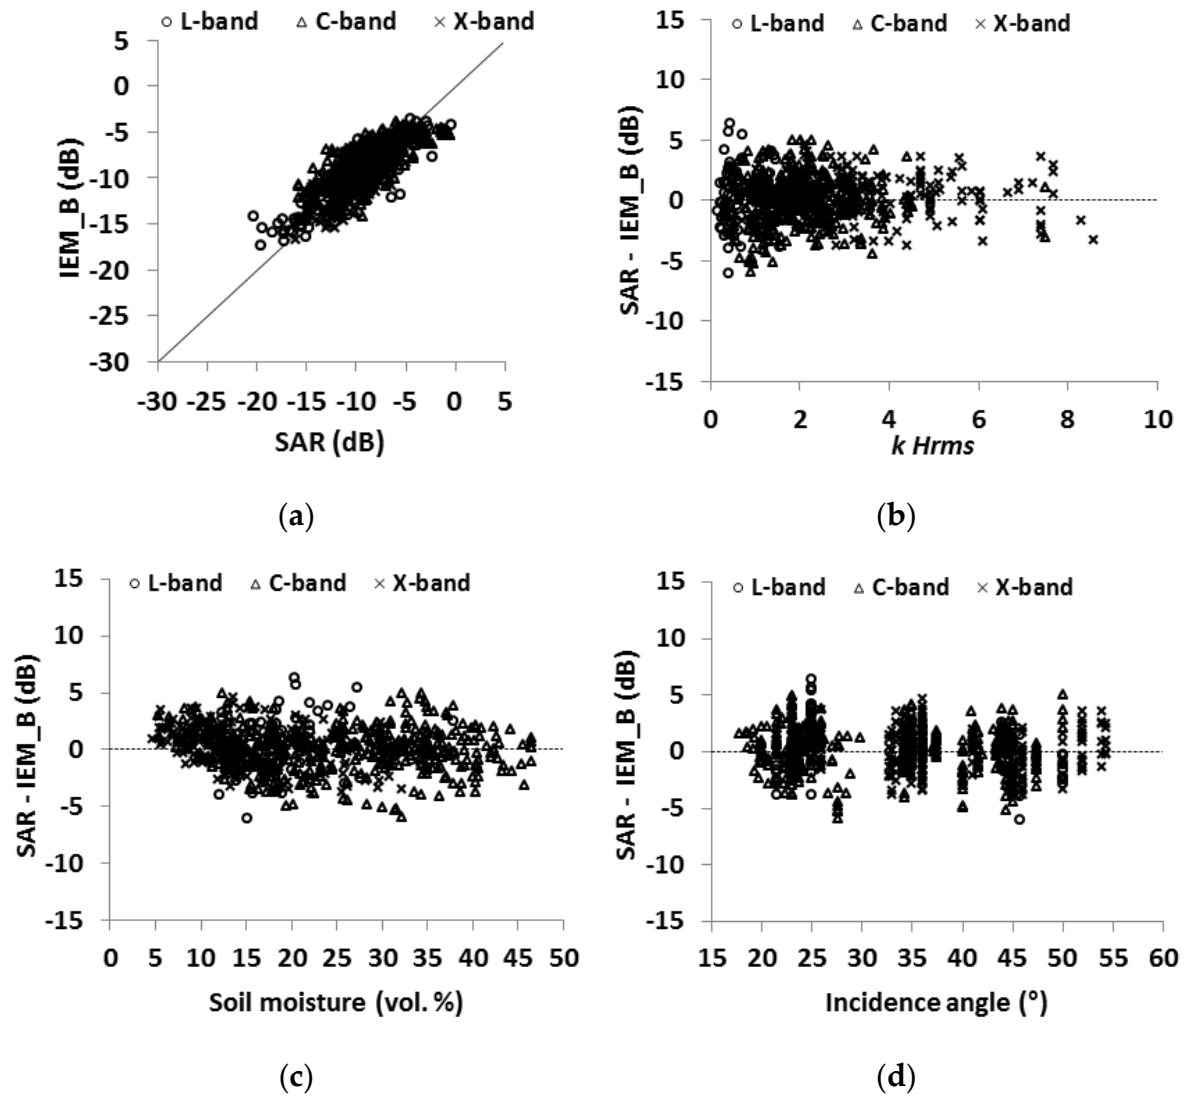 L-band C-band X-band
5
0
-5
-10
-15
-20
-25
-30
IEM_B (dB)
-30 -25 -20 -15 -10 -5 0 5
SAR (dB)
(a)
L-band C-band X-band
15
10
5
0
-5
-10
-15
SAR - IEM_B (dB)
0 2 4 6 8 10
k Hrms
(b)
L-band C-band X-band
15
10
5
0
-5
-10
-15
SAR - IEM_B (dB)
0 5 10 15 20 25 30 35 40 45 50
Soil moisture (vol. %)
(c)
L-band C-band X-band
15
10
5
0
-5
-10
-15
SAR - IEM_B (dB)
15 20 25 30 35 40 45 50 55 60
Incidence angle (°)
(d)